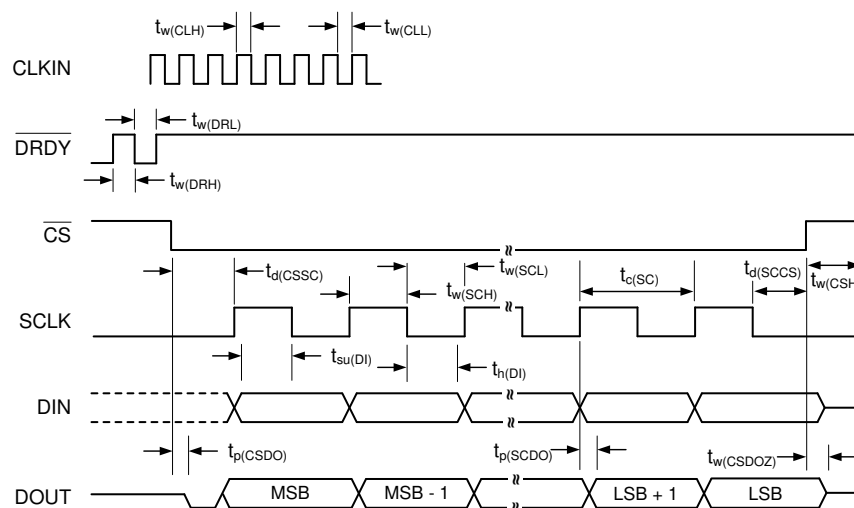 tw(CLH)
tw(CLL)
CLKIN
tw(DRL)
DRDY
tw(DRH)
CS
td(CSSC)
tw(SCL)
tc(SC)
td(SCCS)
tw(SCH)
tw(CSH
SCLK
tsu(DI)
th(DI)
DIN
tp(CSDO)
tp(SCDO)
tw(CSDOZ)
DOUT
MSB
MSB - 1
LSB + 1
LSB